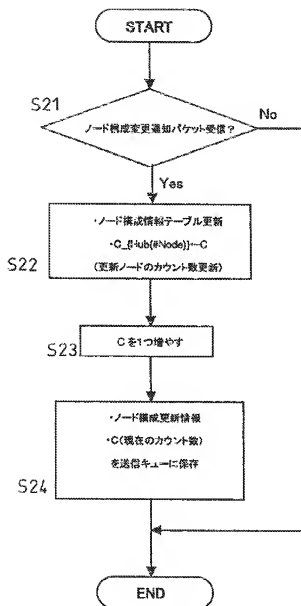 START
S21
ノード構成変更通知パケット受信？
No
Yes
・ノード構成情報テーブル更新
・C_{Hub{#Node}}←C
（更新ノードのカウント数更新）
S22
Cを1つ増やす
S23
・ノード構成更新情報
・C（現在のカウント数）
を送信キューに保存
S24
END